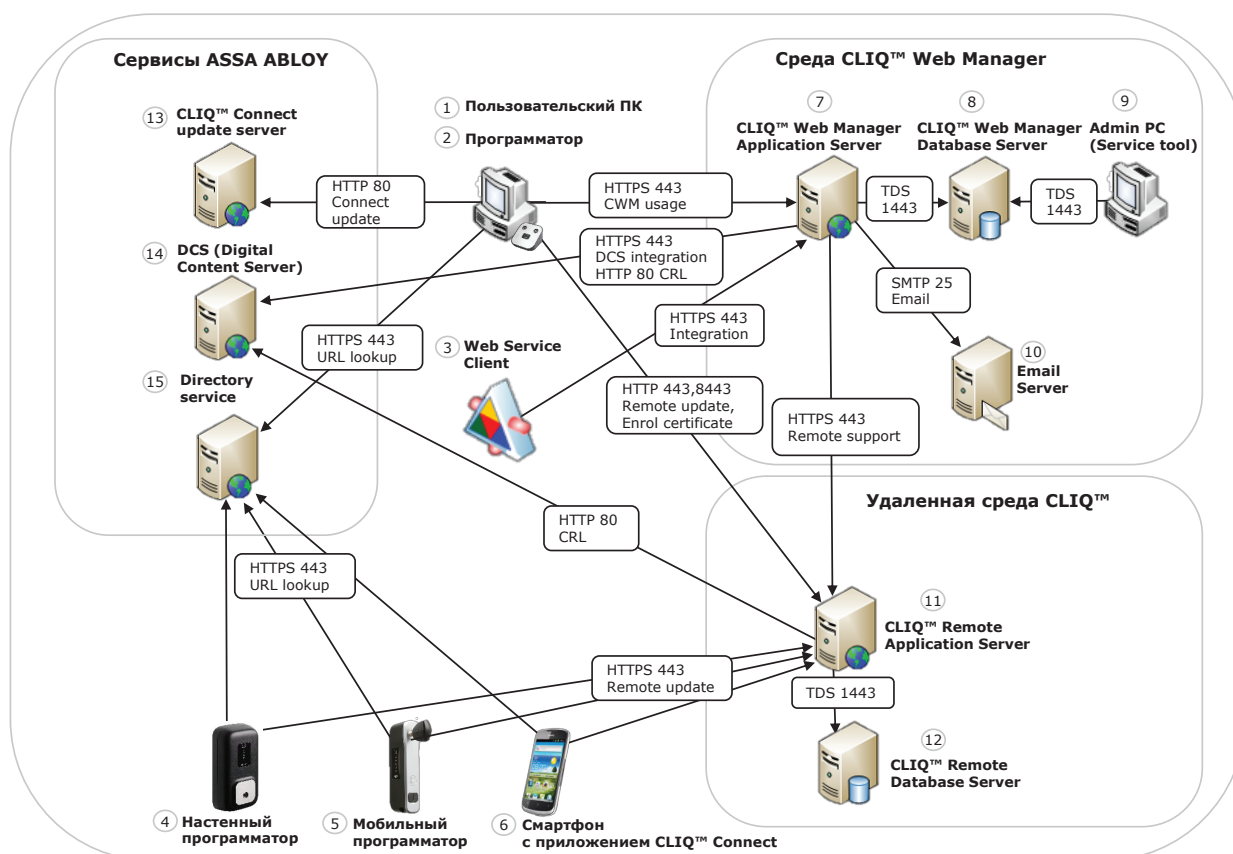 Сервисы ASSA ABLOY
13 CLIQ™ Connect
update server
HTTP 80
Connect
update
14 DCS (Digital
Content Server)
15 Directory
service
HTTPS 443
URL lookup
HTTPS 443
URL lookup
1 Пользовательский ПК
2 Программатор
HTTPS 443
CWM usage
HTTPS 443
DCS integration
HTTP 80 CRL
3 Web Service
Client
HTTPS 443
Integration
HTTP 443,8443
Remote update,
Enrol certificate
HTTP 80
CRL
Среда CLIQ™ Web Manager
7
CLIQ™ Web Manager
Application Server
8
CLIQ™ Web Manager
Database Server
9
Admin PC
(Service tool)
TDS
1443
TDS
1443
SMTP 25
Email
10
Email
Server
HTTPS 443
Remote support
Удаленная среда CLIQ™
11
CLIQ™ Remote
Application Server
HTTPS 443
Remote update
TDS 1443
12
CLIQ™ Remote
Database Server
4 Настенный
программатор
5 Мобильный
программатор
6 Смартфон
с приложением CLIQ™ Connect